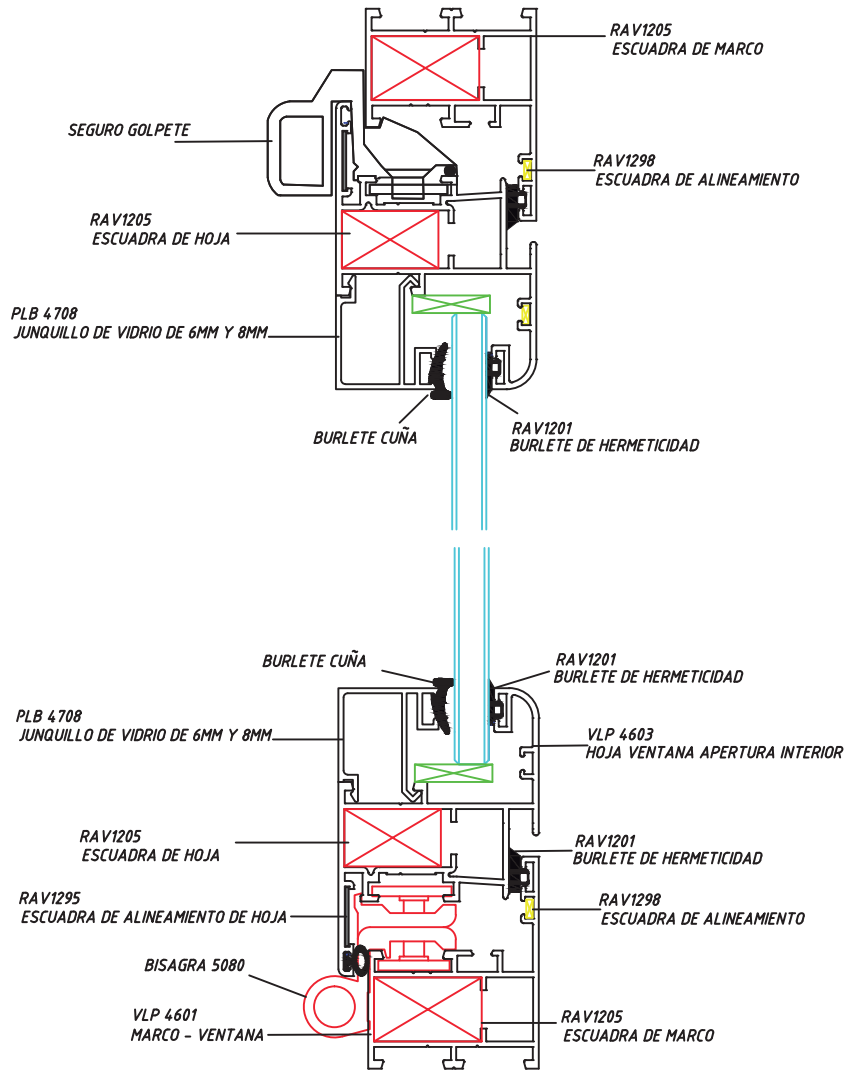 RAV1205
ESCUADRA DE MARCO
SEGURO GOLPETE
RAV1298
ESCUADRA DE ALINEAMIENTO
RAV1205
ESCUADRA DE HOJA
PLB 4708
JUNQUILLO DE VIDRIO DE 6MM Y 8MM
BURLETE CUÑA
RAV1201
BURLETE DE HERMETICIDAD
BURLETE CUÑA
RAV1201
BURLETE DE HERMETICIDAD
PLB 4708
JUNQUILLO DE VIDRIO DE 6MM Y 8MM
VLP 4603
HOJA VENTANA APERTURA INTERIOR
RAV1205
ESCUADRA DE HOJA
RAV1201
BURLETE DE HERMETICIDAD
RAV1295
ESCUADRA DE ALINEAMIENTO DE HOJA
RAV1298
ESCUADRA DE ALINEAMIENTO
BISAGRA 5080
VLP 4601
MARCO - VENTANA
RAV1205
ESCUADRA DE MARCO